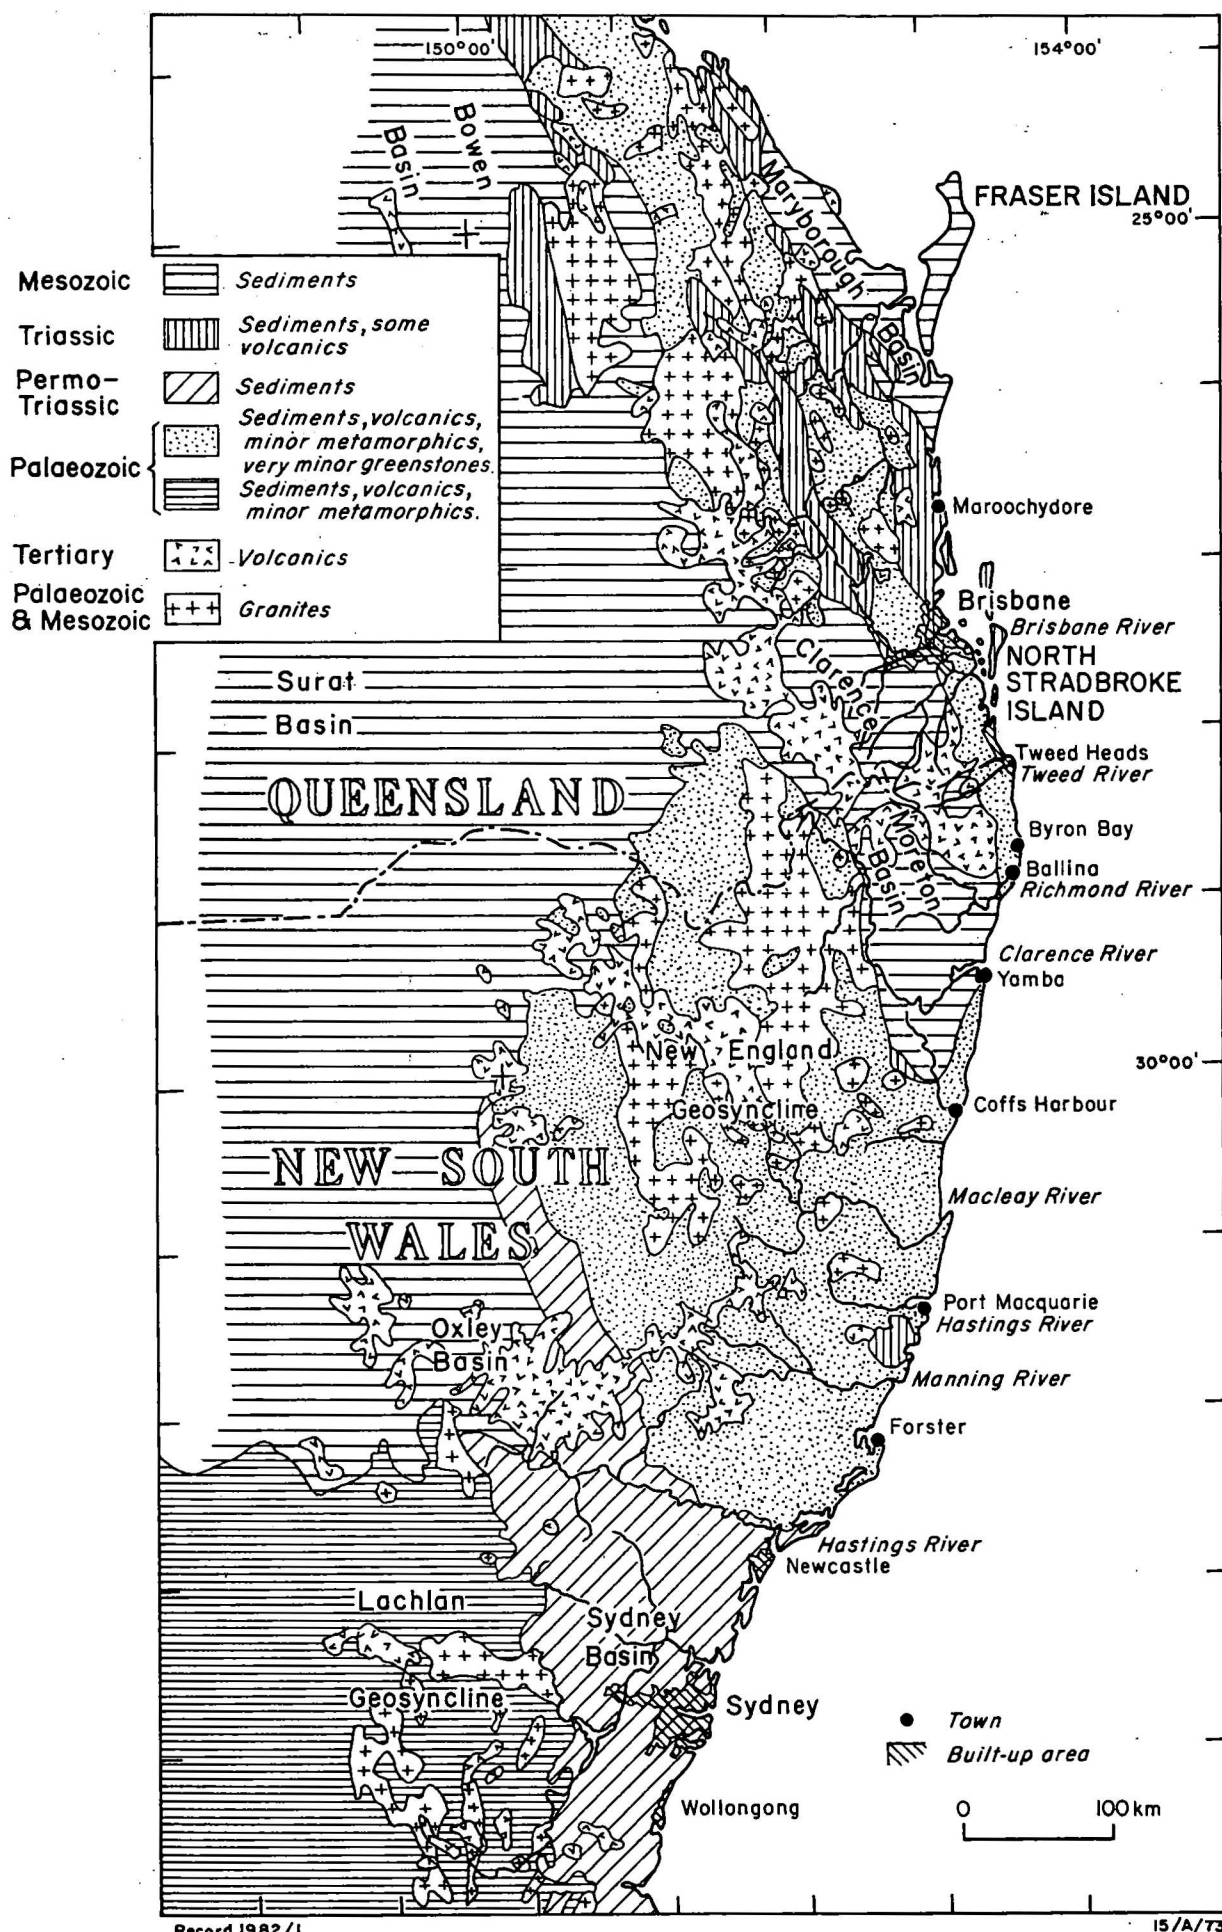 150°00'
154°00'
Bowen
Basin
Maryborough
Basin
FRASER ISLAND
25°00'
Mesozoic
Sediments
Triassic
Sediments, some
volcanics
Permo-
Triassic
Sediments
Palaeozoic
Sediments, volcanics,
minor metamorphics,
very minor greenstones.
Sediments, volcanics,
minor metamorphics.
Tertiary
Volcanics
Palaeozoic
& Mesozoic
Granites
Maroochydore
Brisbane
Brisbane River
NORTH
STRADBROKE
ISLAND
Surat
Basin
Clarence
Moreton
Basin
QUEENSLAND
Tweed Heads
Tweed River
Byron Bay
Ballina
Richmond River
Clarence River
Yamba
New England
Geosyncline
30°00'
Coffs Harbour
NEW SOUTH
WALES
Macleay River
Port Macquarie
Hastings River
Oxley
Basin
Manning River
Forster
Hastings River
Newcastle
Lachlan
Geosyncline
Sydney
Basin
Sydney
Town
Built-up area
Wollongong
0 100 km
Record 1982/1
15/A/73